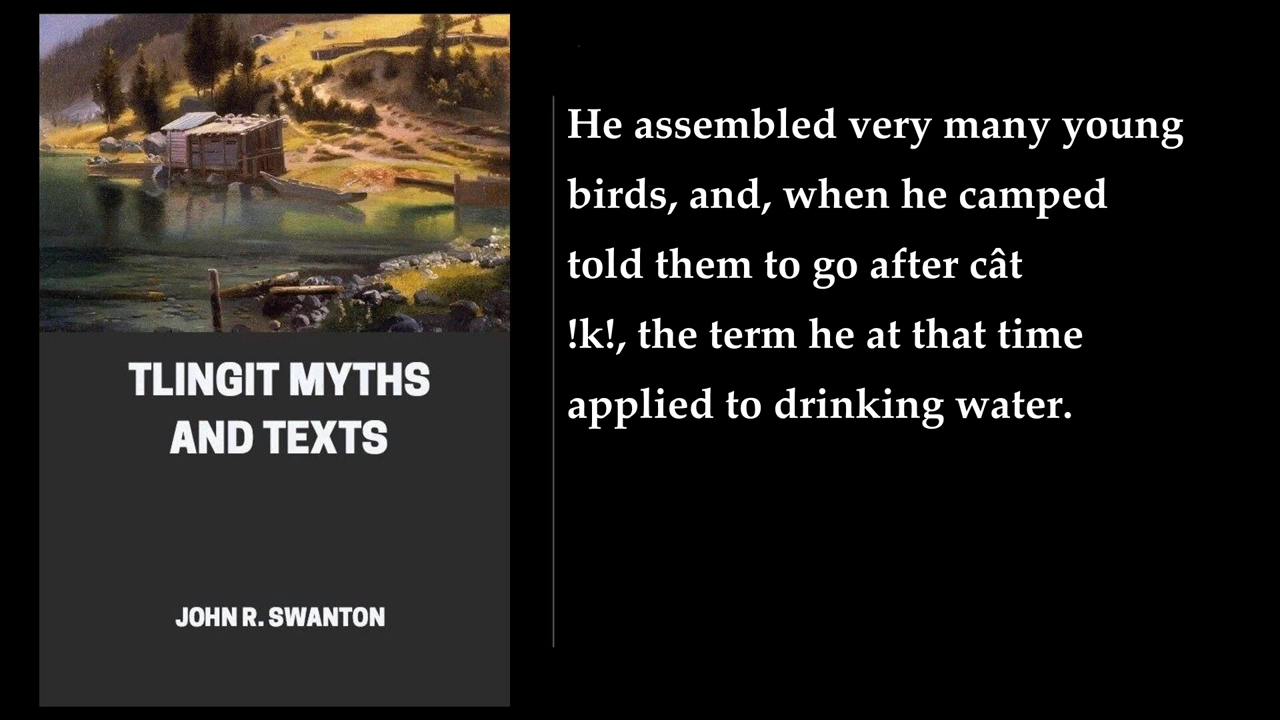 TLINGIT MYTHS
AND TEXTS
JOHN R. SWANTON
He assembled very many young
birds, and, when he camped
told them to go after cât
!k!, the term he at that time
applied to drinking water.